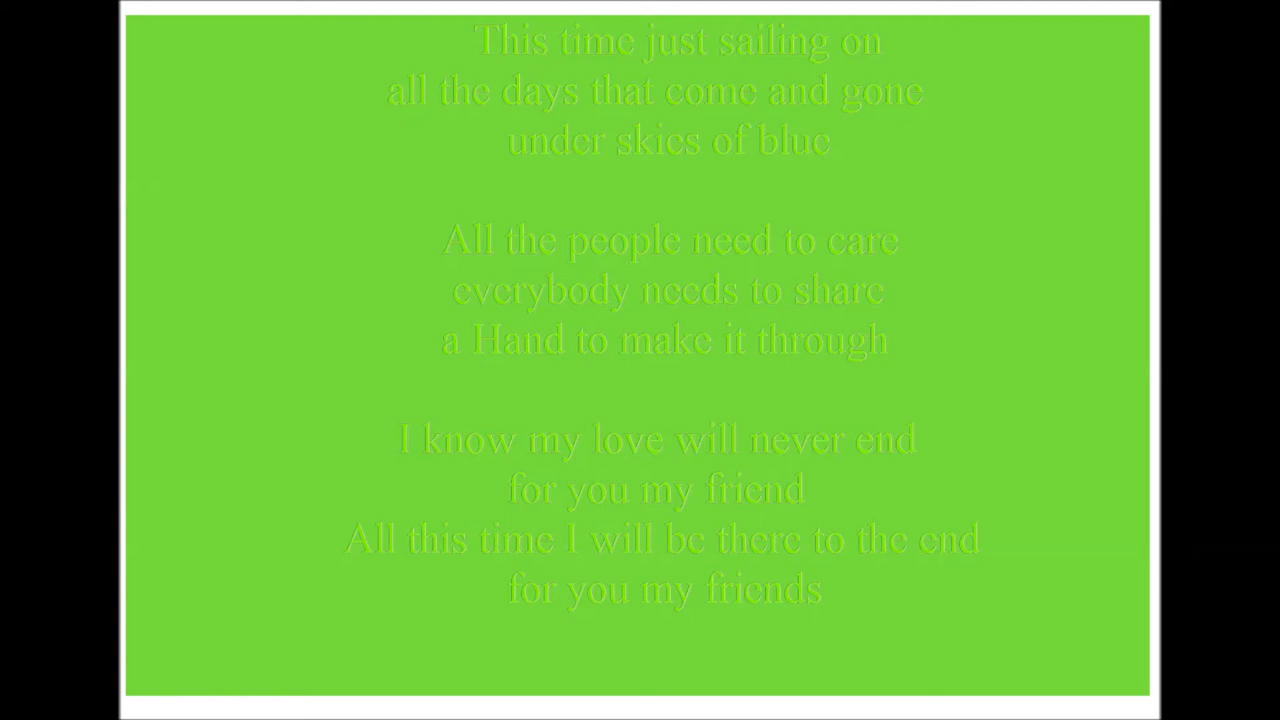 This time just sailing on
all the days that come and gone
under skies of blue
All the people need to care
everybody needs to share
a Hand to make it through
I know my love will never end
for you my friend
All this time I will be there to the end
for you my friends